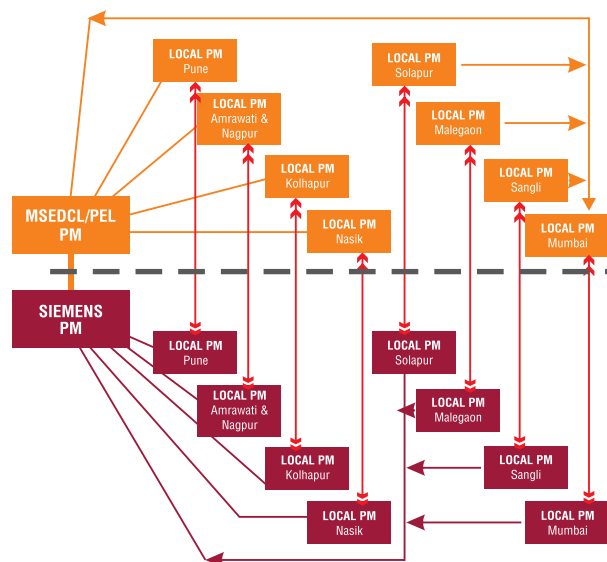 LOCAL PM
Pune
LOCAL PM
Solapur
LOCAL PM
Amrawati &
Nagpur
LOCAL PM
Malegaon
LOCAL PM
Kolhapur
LOCAL PM
Sangli
MSEDCL/PEL
PM
LOCAL PM
Nasik
LOCAL PM
Mumbai
SIEMENS
PM
LOCAL PM
Pune
LOCAL PM
Solapur
LOCAL PM
Amrawati &
Nagpur
LOCAL PM
Malegaon
LOCAL PM
Kolhapur
LOCAL PM
Sangli
LOCAL PM
Nasik
LOCAL PM
Mumbai